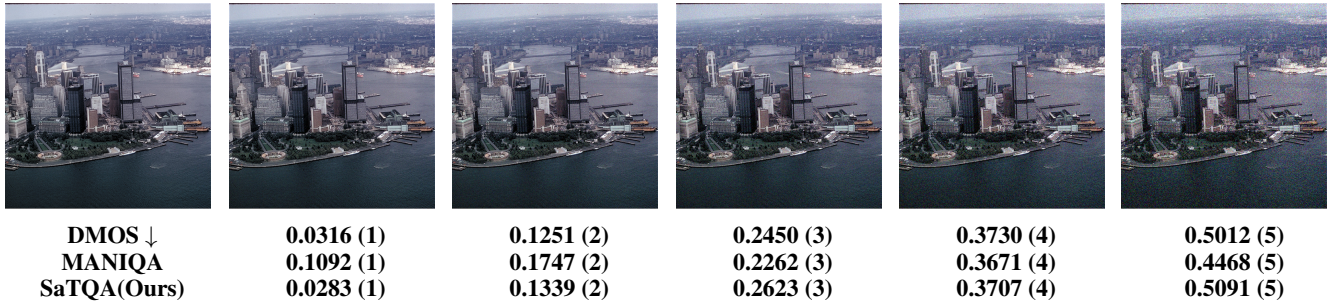 DMOS ↓ 0.0316 (1) 0.1251 (2) 0.2450 (3) 0.3730 (4) 0.5012 (5)
MANIQA 0.1092 (1) 0.1747 (2) 0.2262 (3) 0.3671 (4) 0.4468 (5)
SaTQA(Ours) 0.0283 (1) 0.1339 (2) 0.2623 (3) 0.3707 (4) 0.5091 (5)